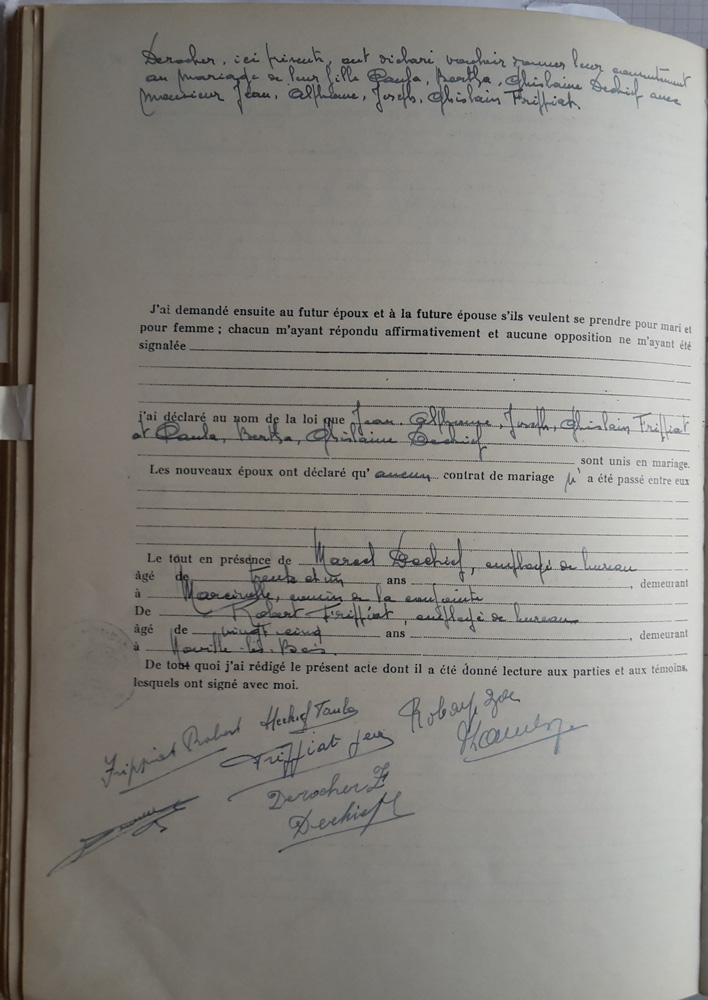 Derocher, ici présents, ont déclaré vouloir donner leur consentement
au mariage de leur fille Paula, Bertha, Ghislaine Dechief avec
Monsieur Jean, Alphonse, Joseph, Ghislain Frippiat.
J'ai demandé ensuite au futur époux et à la future épouse s'ils veulent se prendre pour mari et
pour femme ; chacun m'ayant répondu affirmativement et aucune opposition ne m'ayant été
signalée
j'ai déclaré au nom de la loi que Jean, Alphonse, Joseph, Ghislain Frippiat
et Paula, Bertha, Ghislaine Dechief
sont unis en mariage.
Les nouveaux époux ont déclaré qu'aucun contrat de mariage n'a été passé entre eux
Le tout en présence de Marcel Dechief, employé de bureau
âgé de trente et un ans, demeurant
à Marcinelle, cousin de la conjointe
De Robert Frippiat, employé de bureau
âgé de vingt cinq ans, demeurant
à Noville-les-Bois.
De tout quoi j'ai rédigé le présent acte dont il a été donné lecture aux parties et aux témoins,
lesquels ont signé avec moi.
Frippiat Robert Dechief Paula Robaye Zoé
Frippiat Jean
Derocher Z
Dechief M